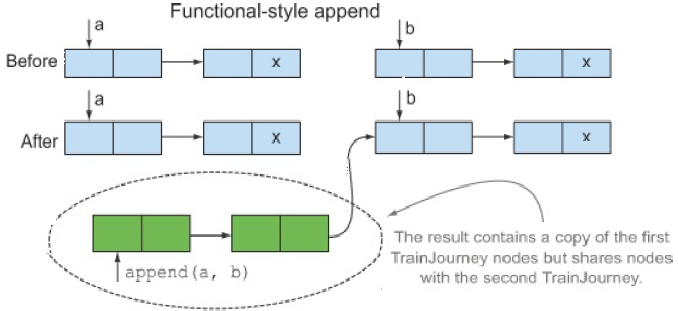 Functional-style append
a
b
Before
x
x
a
b
After
x
x
append(a, b)
The result contains a copy of the first
TrainJourney nodes but shares nodes
with the second TrainJourney.